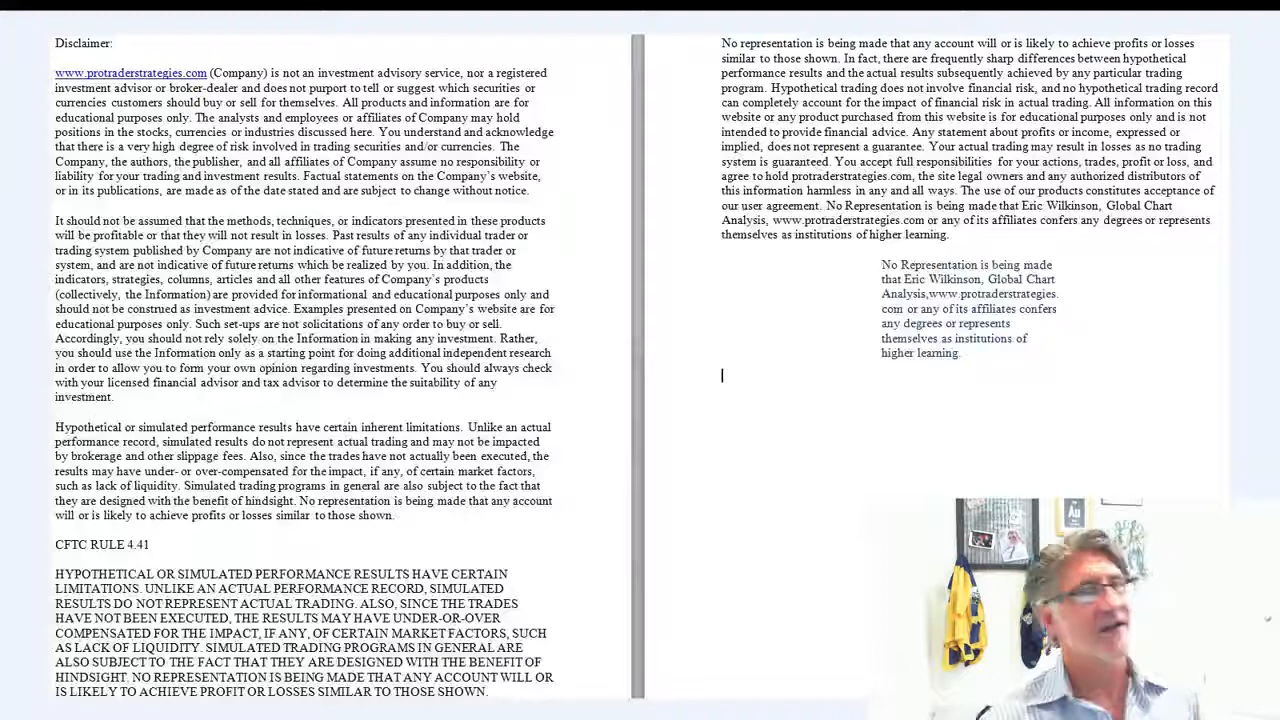 Disclaimer:
www.protraderstrategies.com (Company) is not an investment advisory service, nor a registered
investment advisor or broker-dealer and does not purport to tell or suggest which securities or
currencies customers should buy or sell for themselves. All products and information are for
educational purposes only. The analysts and employees or affiliates of Company may hold
positions in the stocks, currencies or industries discussed here. You understand and acknowledge
that there is a very high degree of risk involved in trading securities and/or currencies. The
Company, the authors, the publisher, and all affiliates of Company assume no responsibility or
liability for your trading and investment results. Factual statements on the Company's website,
or in its publications, are made as of the date stated and are subject to change without notice.
It should not be assumed that the methods, techniques, or indicators presented in these products
will be profitable or that they will not result in losses. Past results of any individual trader or
trading system published by Company are not indicative of future returns by that trader or
system, and are not indicative of future returns which be realized by you. In addition, the
indicators, strategies, columns, articles and all other features of Company's products
(collectively, the Information) are provided for informational and educational purposes only and
should not be construed as investment advice. Examples presented on Company's website are for
educational purposes only. Such set-ups are not solicitations of any order to buy or sell.
Accordingly, you should not rely solely on the Information in making any investment. Rather,
you should use the Information only as a starting point for doing additional independent research
in order to allow you to form your own opinion regarding investments. You should always check
with your licensed financial advisor and tax advisor to determine the suitability of any
investment.
Hypothetical or simulated performance results have certain inherent limitations. Unlike an actual
performance record, simulated results do not represent actual trading and may not be impacted
by brokerage and other slippage fees. Also, since the trades have not actually been executed, the
results may have under- or over-compensated for the impact, if any, of certain market factors,
such as lack of liquidity. Simulated trading programs in general are also subject to the fact that
they are designed with the benefit of hindsight. No representation is being made that any account
will or is likely to achieve profits or losses similar to those shown.
CFTC RULE 4.41
HYPOTHETICAL OR SIMULATED PERFORMANCE RESULTS HAVE CERTAIN
LIMITATIONS. UNLIKE AN ACTUAL PERFORMANCE RECORD, SIMULATED
RESULTS DO NOT REPRESENT ACTUAL TRADING. ALSO, SINCE THE TRADES
HAVE NOT BEEN EXECUTED, THE RESULTS MAY HAVE UNDER-OR-OVER
COMPENSATED FOR THE IMPACT, IF ANY, OF CERTAIN MARKET FACTORS, SUCH
AS LACK OF LIQUIDITY. SIMULATED TRADING PROGRAMS IN GENERAL ARE
ALSO SUBJECT TO THE FACT THAT THEY ARE DESIGNED WITH THE BENEFIT OF
HINDSIGHT. NO REPRESENTATION IS BEING MADE THAT ANY ACCOUNT WILL OR
IS LIKELY TO ACHIEVE PROFIT OR LOSSES SIMILAR TO THOSE SHOWN.
No representation is being made that any account will or is likely to achieve profits or losses
similar to those shown. In fact, there are frequently sharp differences between hypothetical
performance results and the actual results subsequently achieved by any particular trading
program. Hypothetical trading does not involve financial risk, and no hypothetical trading record
can completely account for the impact of financial risk in actual trading. All information on this
website or any product purchased from this website is for educational purposes only and is not
intended to provide financial advice. Any statement about profits or income, expressed or
implied, does not represent a guarantee. Your actual trading may result in losses as no trading
system is guaranteed. You accept full responsibilities for your actions, trades, profit or loss, and
agree to hold protraderstrategies.com, the site legal owners and any authorized distributors of
this information harmless in any and all ways. The use of our products constitutes acceptance of
our user agreement. No Representation is being made that Eric Wilkinson, Global Chart
Analysis, www.protraderstrategies.com or any of its affiliates confers any degrees or represents
themselves as institutions of higher learning.
No Representation is being made
that Eric Wilkinson, Global Chart
Analysis,www.protraderstrategies.
com or any of its affiliates confers
any degrees or represents
themselves as institutions of
higher learning.
Au